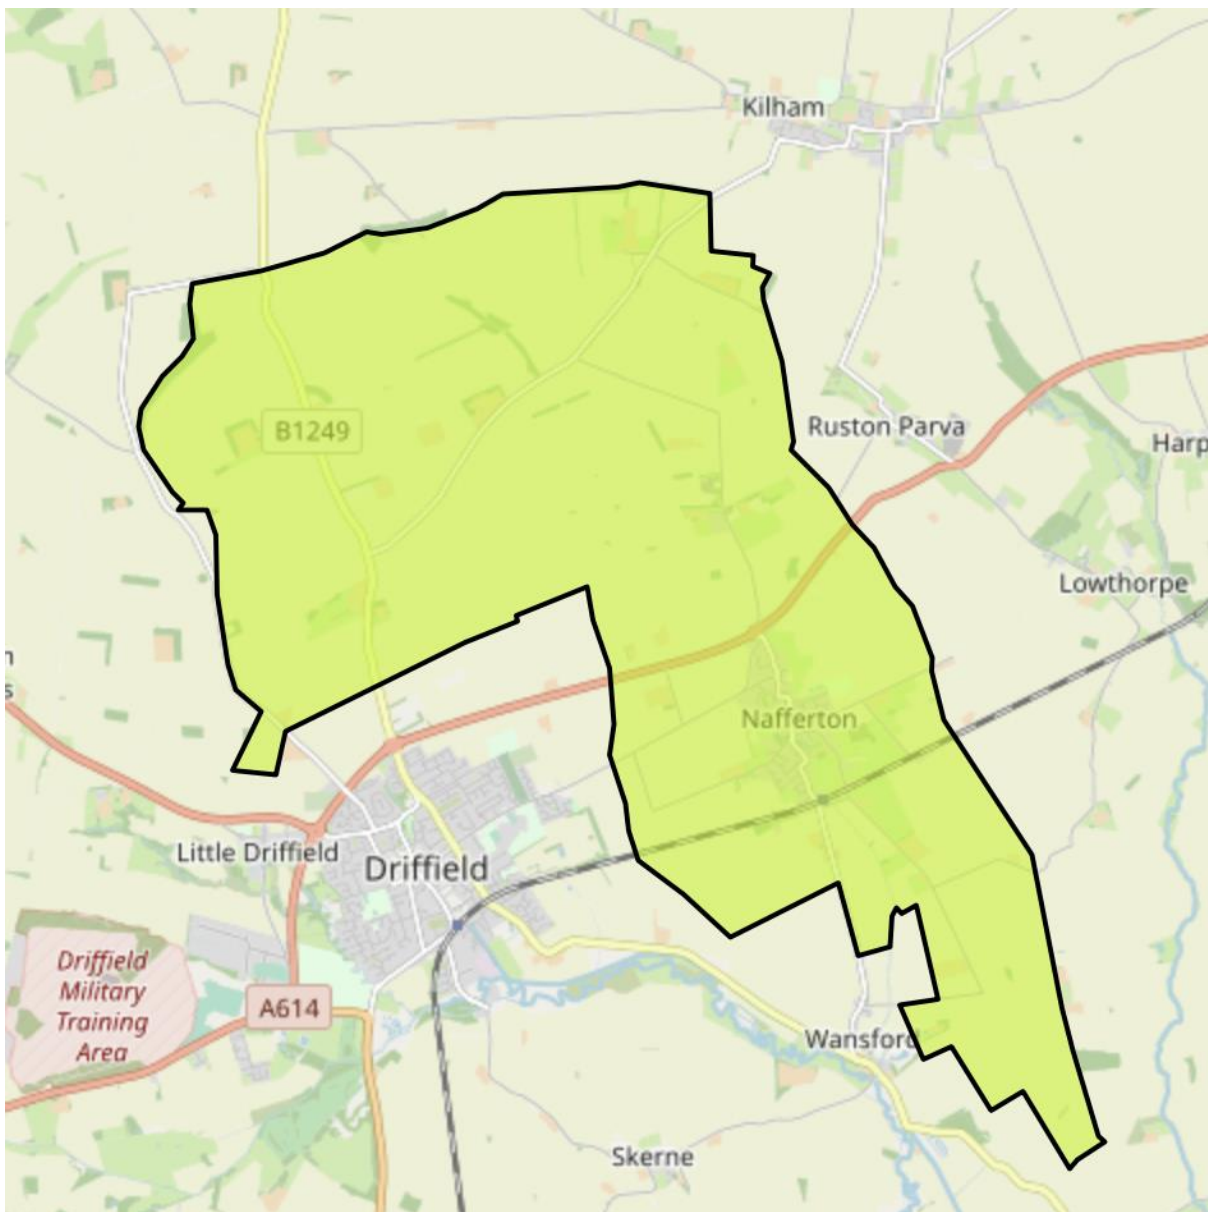 Kilham
B1249
Ruston Parva
Harp
Lowthorpe
n
s
Nafferton
Little Driffield
Driffield
Driffield
Military
Training
Area
A614
Wansford
Skerne